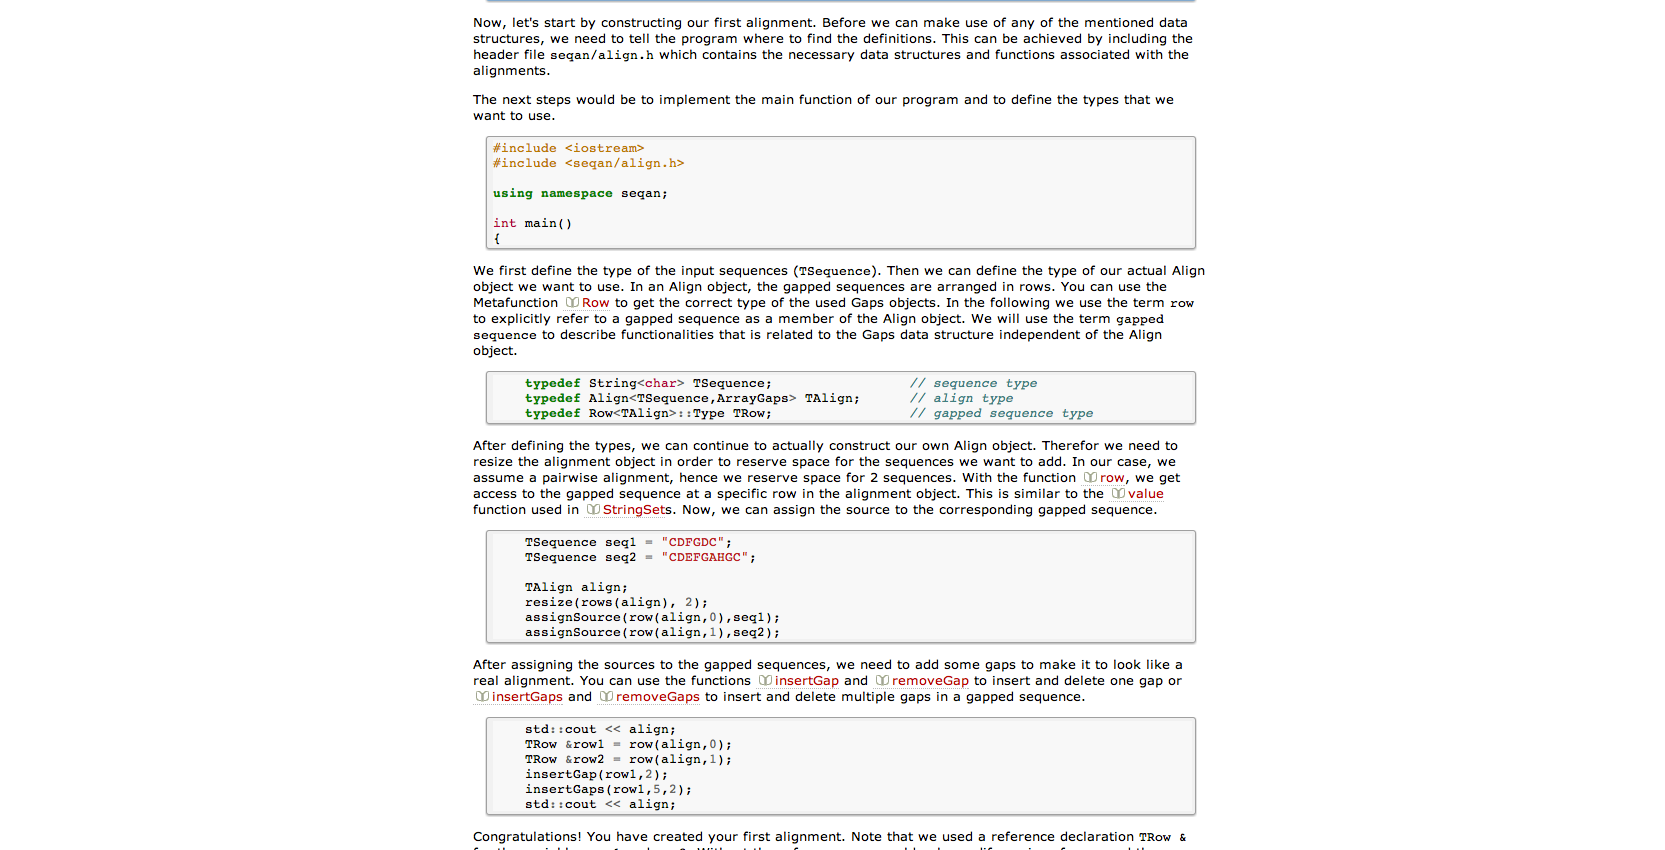 Now, let's start by constructing our first alignment. Before we can make use of any of the mentioned data
structures, we need to tell the program where to find the definitions. This can be achieved by including the
header file seqan/align.h which contains the necessary data structures and functions associated with the
alignments.
The next steps would be to implement the main function of our program and to define the types that we
want to use.
#include <iostream>
#include <seqan/align.h>
using namespace seqan;
int main()
{
We first define the type of the input sequences (TSequence). Then we can define the type of our actual Align
object we want to use. In an Align object, the gapped sequences are arranged in rows. You can use the
Metafunction Row to get the correct type of the used Gaps objects. In the following we use the term row
to explicitly refer to a gapped sequence as a member of the Align object. We will use the term gapped
sequence to describe functionalities that is related to the Gaps data structure independent of the Align
object.
typedef String<char> TSequence; // sequence type
typedef Align<TSequence,ArrayGaps> TAlign; // align type
typedef Row<TAlign>::Type TRow; // gapped sequence type
After defining the types, we can continue to actually construct our own Align object. Therefor we need to
resize the alignment object in order to reserve space for the sequences we want to add. In our case, we
assume a pairwise alignment, hence we reserve space for 2 sequences. With the function row, we get
access to the gapped sequence at a specific row in the alignment object. This is similar to the value
function used in StringSets. Now, we can assign the source to the corresponding gapped sequence.
TSequence seq1 = "CDFGDC";
TSequence seq2 = "CDEFGAHGC";
TAlign align;
resize(rows(align), 2);
assignSource(row(align,0),seq1);
assignSource(row(align,1),seq2);
After assigning the sources to the gapped sequences, we need to add some gaps to make it to look like a
real alignment. You can use the functions insertGap and removeGap to insert and delete one gap or
insertGaps and removeGaps to insert and delete multiple gaps in a gapped sequence.
std::cout << align;
TRow &row1 = row(align,0);
TRow &row2 = row(align,1);
insertGap(row1,2);
insertGaps(row1,5,2);
std::cout << align;
Congratulations! You have created your first alignment. Note that we used a reference declaration TRow &